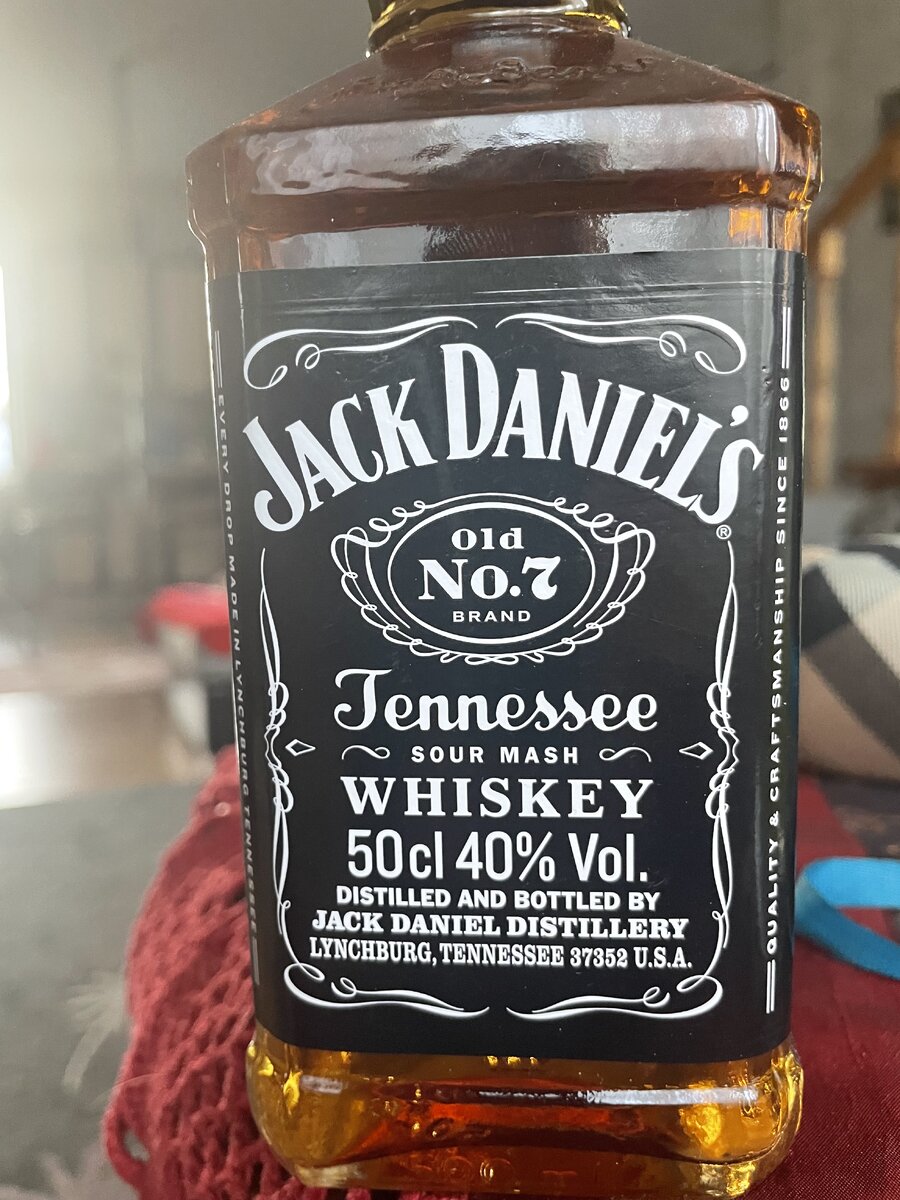 JACK DANIEL'S®
Old
No.7
BRAND
Tennessee
SOUR MASH
WHISKEY
50cl 40% Vol.
DISTILLED AND BOTTLED BY
JACK DANIEL DISTILLERY
LYNCHBURG, TENNESSEE 37352 U.S.A.
EVERY DROP MADE IN LYNCHBURG TENNESSEE
QUALITY & CRAFTSMANSHIP SINCE 1866